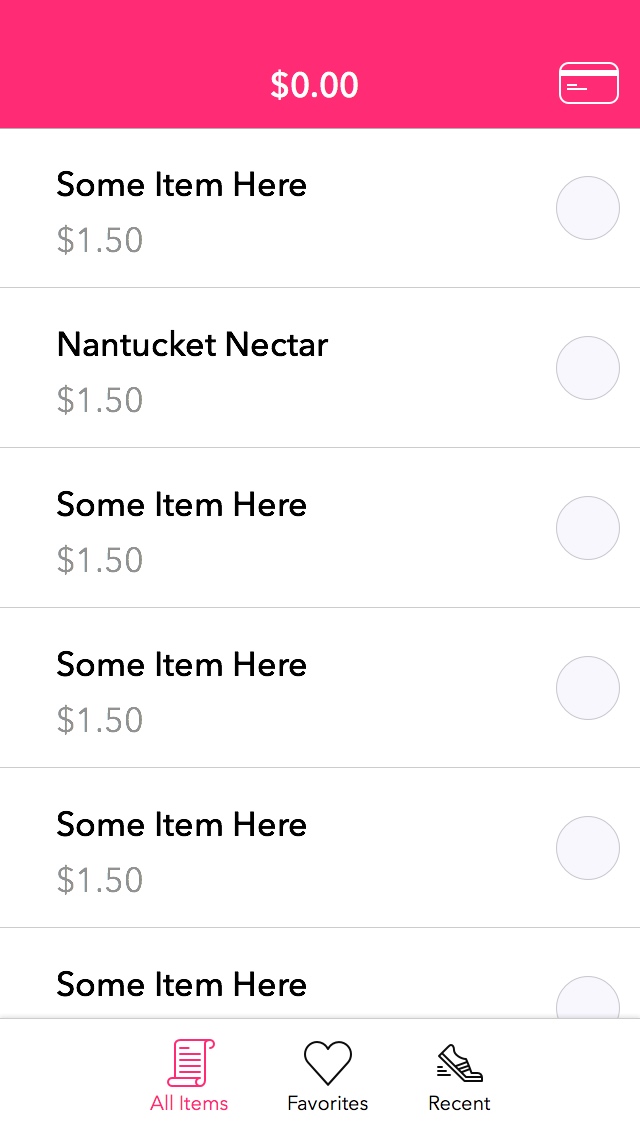 $0.00
Some Item Here
$1.50
Nantucket Nectar
$1.50
Some Item Here
$1.50
Some Item Here
$1.50
Some Item Here
$1.50
Some Item Here
All Items
Favorites
Recent